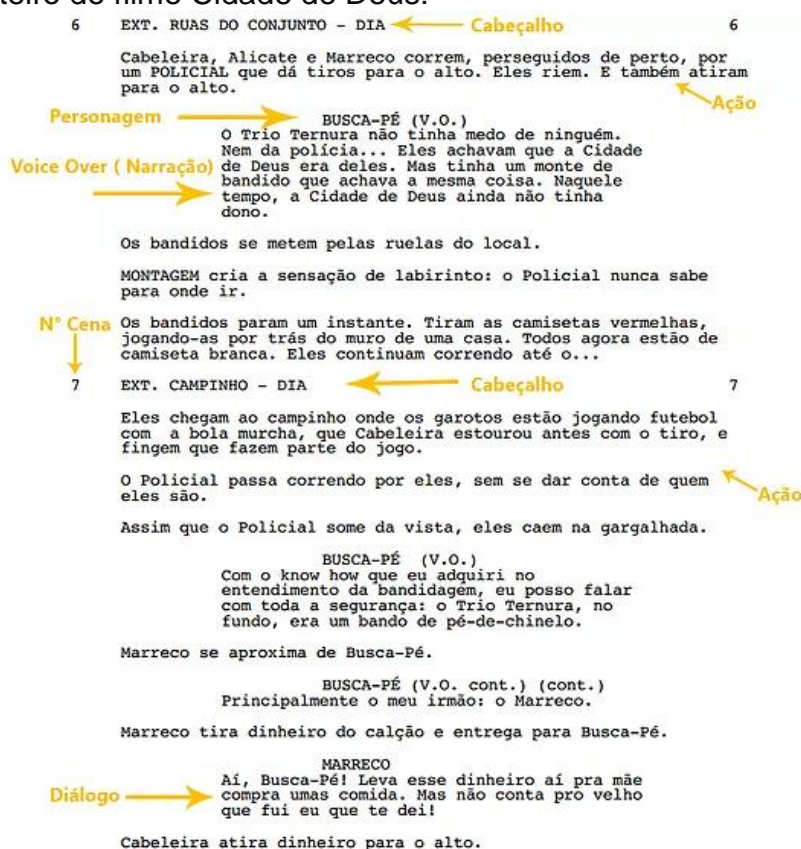 teiro do filme Cidade de Deus.
6 EXT. RUAS DO CONJUNTO - DIA Cabeçalho 6
Cabeleira, Alicate e Marreco correm, perseguidos de perto, por
um POLICIAL que dá tiros para o alto. Eles riem. E também atiram
para o alto.
Ação
Personagem
BUSCA-PÉ (V.O.)
O Trio Ternura não tinha medo de ninguém.
Nem da polícia... Eles achavam que a Cidade
Voice Over ( Narração) de Deus era deles. Mas tinha um monte de
bandido que achava a mesma coisa. Naquele
tempo, a Cidade de Deus ainda não tinha
dono.
Os bandidos se metem pelas ruelas do local.
MONTAGEM cria a sensação de labirinto: o Policial nunca sabe
para onde ir.
N° Cena Os bandidos param um instante. Tiram as camisetas vermelhas,
jogando-as por trás do muro de uma casa. Todos agora estão de
camiseta branca. Eles continuam correndo até o...
7 EXT. CAMPINHO - DIA Cabeçalho 7
Eles chegam ao campinho onde os garotos estão jogando futebol
com a bola murcha, que Cabeleira estourou antes com o tiro, e
fingem que fazem parte do jogo.
O Policial passa correndo por eles, sem se dar conta de quem
eles são.
Ação
Assim que o Policial some da vista, eles caem na gargalhada.
BUSCA-PÉ (V.O.)
Com o know how que eu adquiri no
entendimento da bandidagem, eu posso falar
com toda a segurança: o Trio Ternura, no
fundo, era um bando de pé-de-chinelo.
Marreco se aproxima de Busca-Pé.
BUSCA-PÉ (V.O. cont.) (cont.)
Principalmente o meu irmão: o Marreco.
Marreco tira dinheiro do calção e entrega para Busca-Pé.
MARRECO
Aí, Busca-Pé! Leva esse dinheiro aí pra mãe
Diálogo compra umas comida. Mas não conta pro velho
que fui eu que te dei!
Cabeleira atira dinheiro para o alto.